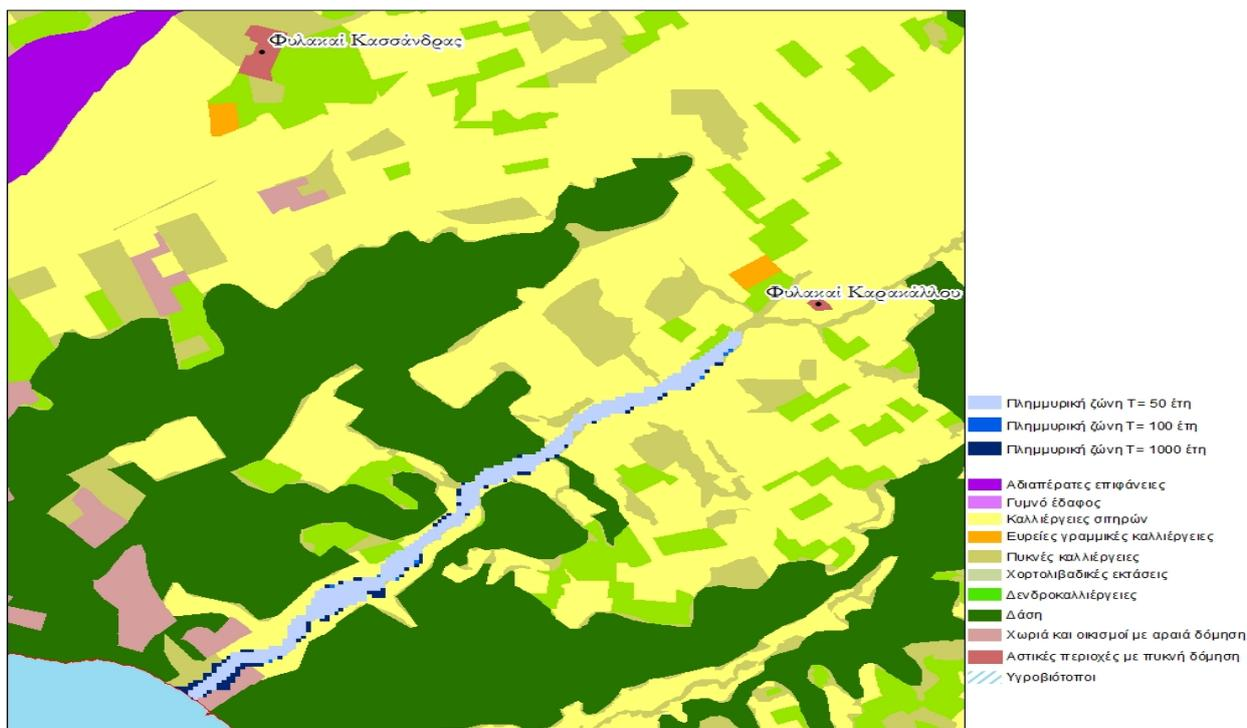 Φυλακαί Κασσάνδρας
Φυλακαί Καρακάλλου
Πλημμυρική ζώνη Τ= 50 έτη
Πλημμυρική ζώνη Τ= 100 έτη
Πλημμυρική ζώνη Τ= 1000 έτη
Αδιαπέρατες επιφάνειες
Γυμνό έδαφος
Καλλιέργειες σιτηρών
Ευρείες γραμμικές καλλιέργειες
Πυκνές καλλιέργειες
Χορτολιβαδικές εκτάσεις
Δενδροκαλλιέργειες
Δάση
Χωριά και οικισμοί με αραιά δόμηση
Αστικές περιοχές με πυκνή δόμηση
Υγροβιότοποι